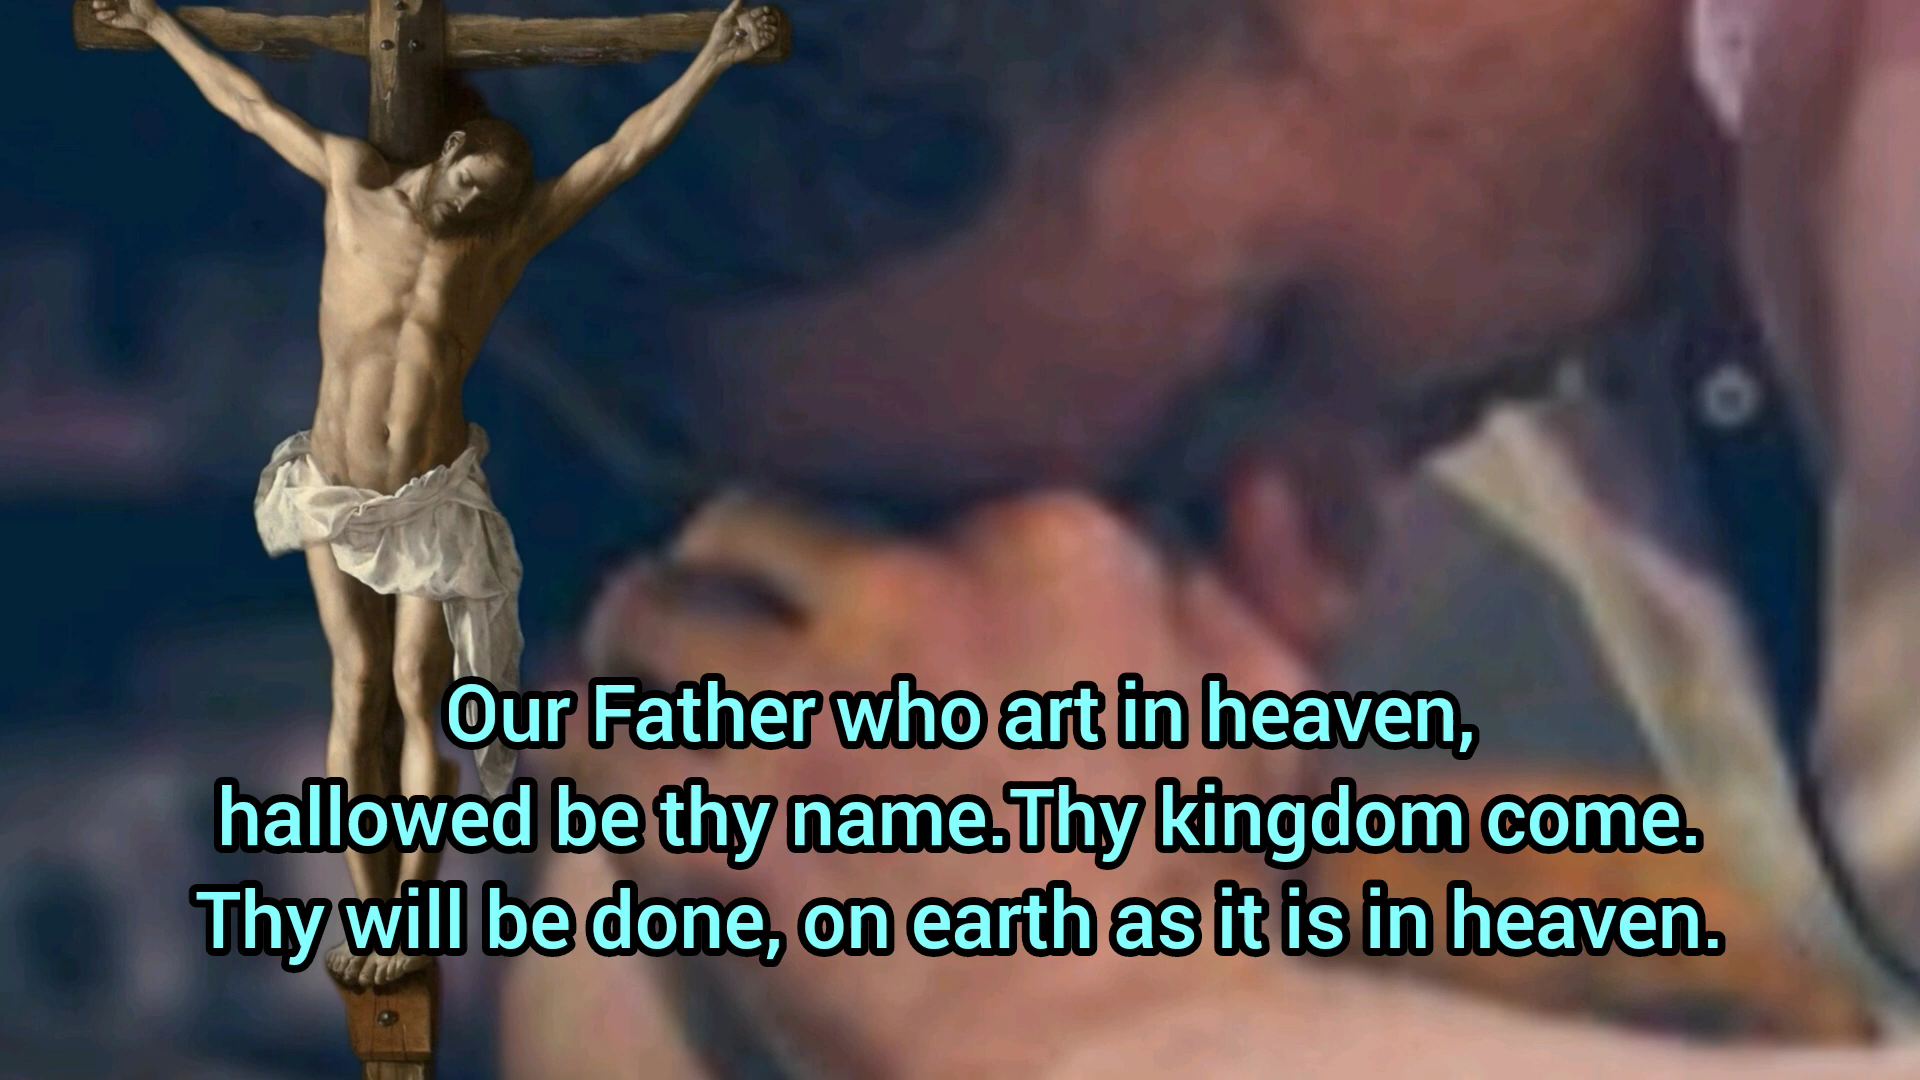 Our Father who art in heaven,
hallowed be thy name.Thy kingdom come.
Thy will be done, on earth as it is in heaven.